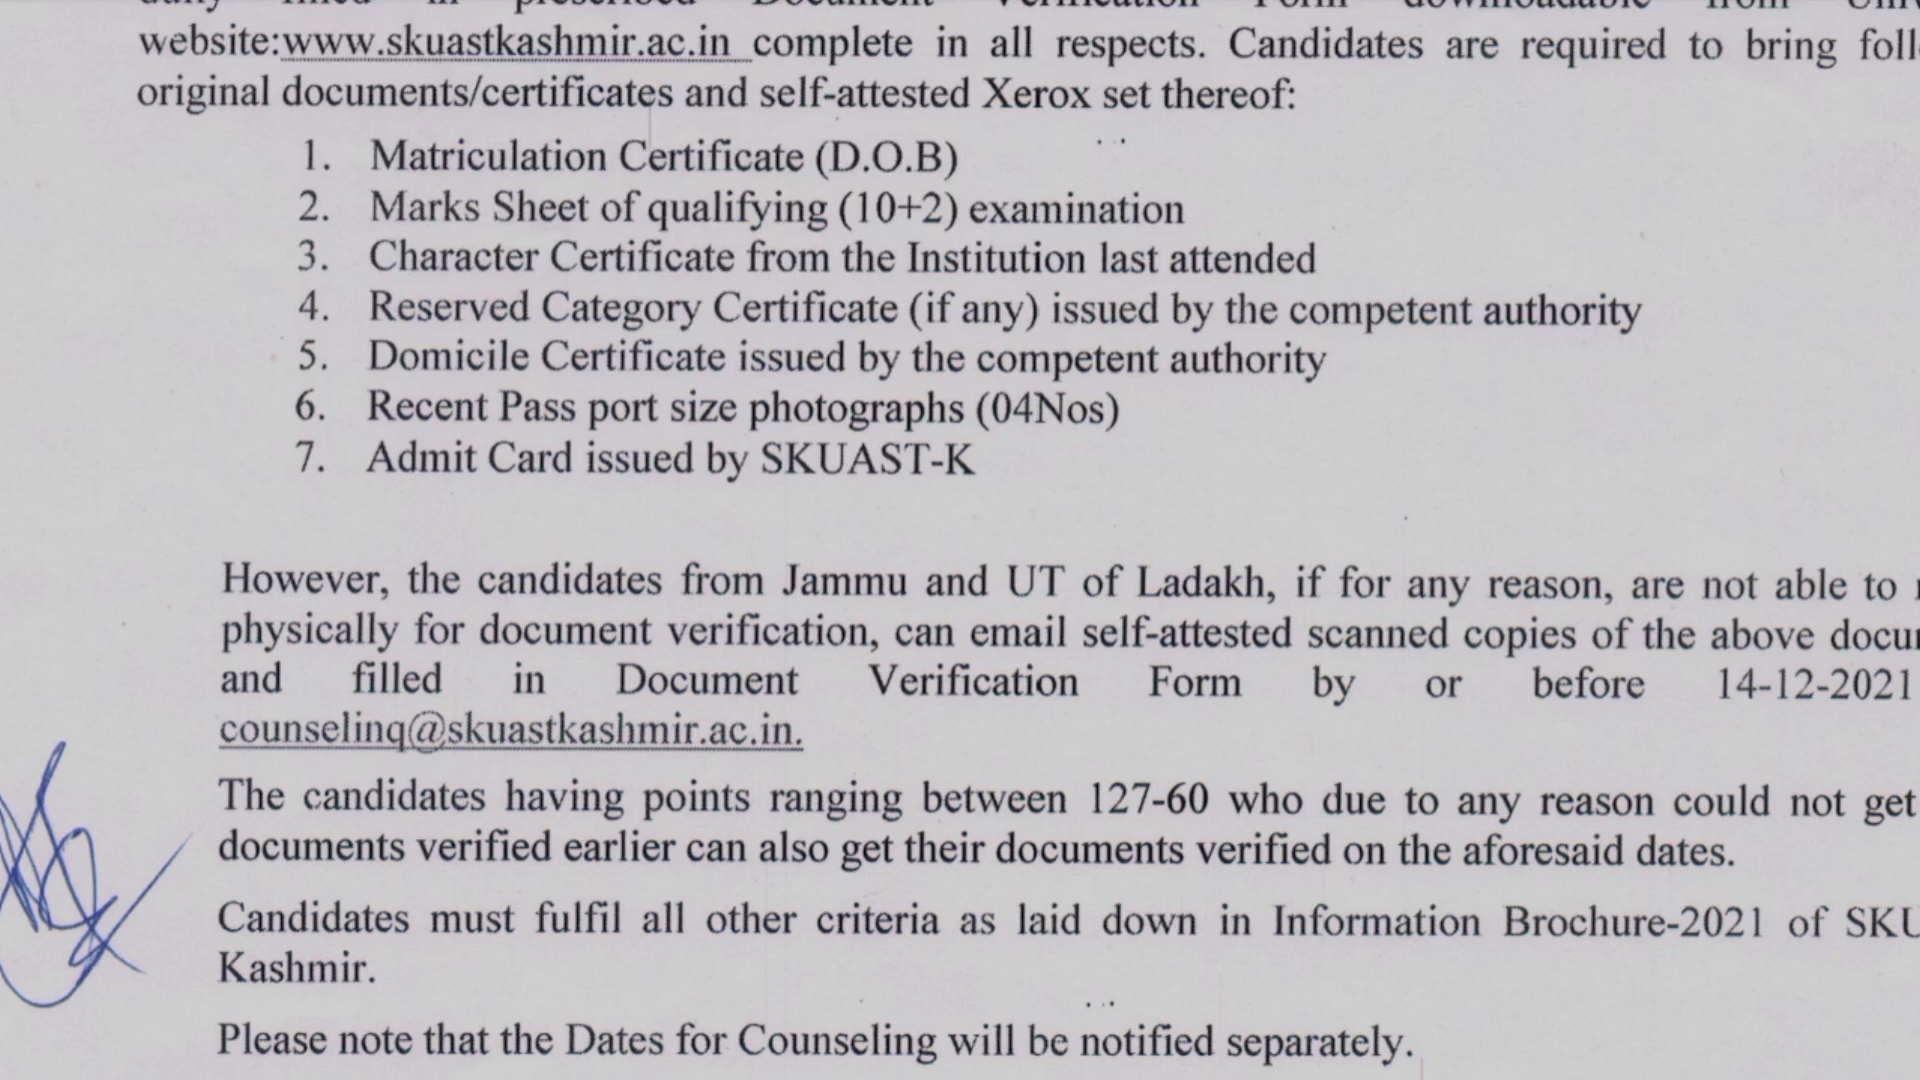 website:www.skuastkashmir.ac.in complete in all respects. Candidates are required to bring
original documents/certificates and self-attested Xerox set thereof:
1. Matriculation Certificate (D.O.B)
2. Marks Sheet of qualifying (10+2) examination
3. Character Certificate from the Institution last attended
4. Reserved Category Certificate (if any) issued by the competent authority
5. Domicile Certificate issued by the competent authority
6. Recent Pass port size photographs (04Nos)
7. Admit Card issued by SKUAST-K
However, the candidates from Jammu and UT of Ladakh, if for any reason, are not able to
physically for document verification, can email self-attested scanned copies of the above
and filled in Document Verification Form by or before 14-12-2021
counselinq@skuastkashmir.ac.in.
The candidates having points ranging between 127-60 who due to any reason could not get
documents verified earlier can also get their documents verified on the aforesaid dates.
Candidates must fulfil all other criteria as laid down in Information Brochure-2021 of
Kashmir.
Please note that the Dates for Counseling will be notified separately.